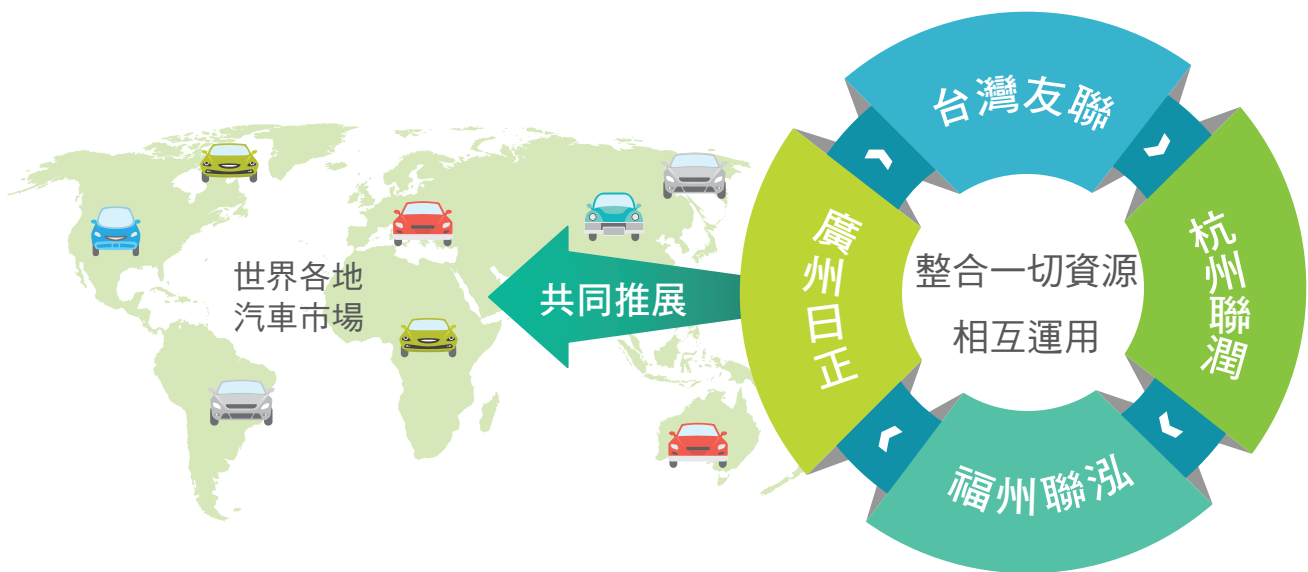 世界各地
汽車市場
共同推展
台灣友聯
杭州聯潤
福州聯泓
廣州日正
整合一切資源
相互運用